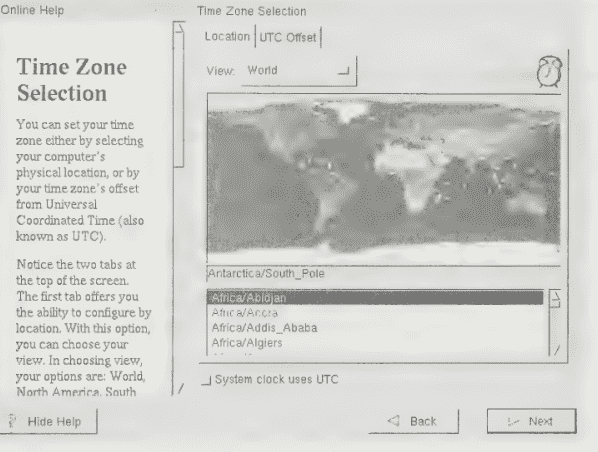 Online Help
Time Zone
Selection
You can set your time
zone either by selecting
your computer's
physical location, or by
your time zone's offset
from Universal
Coordinated Time (also
known as UTC).
Notice the two tabs at
the top of the screen.
The first tab offers you
the ability to configure by
location. With this option,
you can choose your
view. In choosing view,
your options are: World,
North America, South
Hide Help
Time Zone Selection
Location
UTC Offset
View: World
Antarctica/South_Pole
Africa/Abidjan
Africa/Accra
Africa/Addis_Ababa
Africa/Algiers
System clock uses UTC
Back
Next